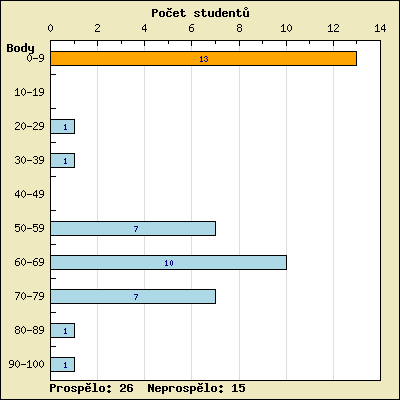 Počet studentů
0 2 4 6 8 10 12 14
Body
0-9 13
10-19
20-29 1
30-39 1
40-49
50-59 7
60-69 10
70-79 7
80-89 1
90-100 1
Prospělo: 26 Neprospělo: 15